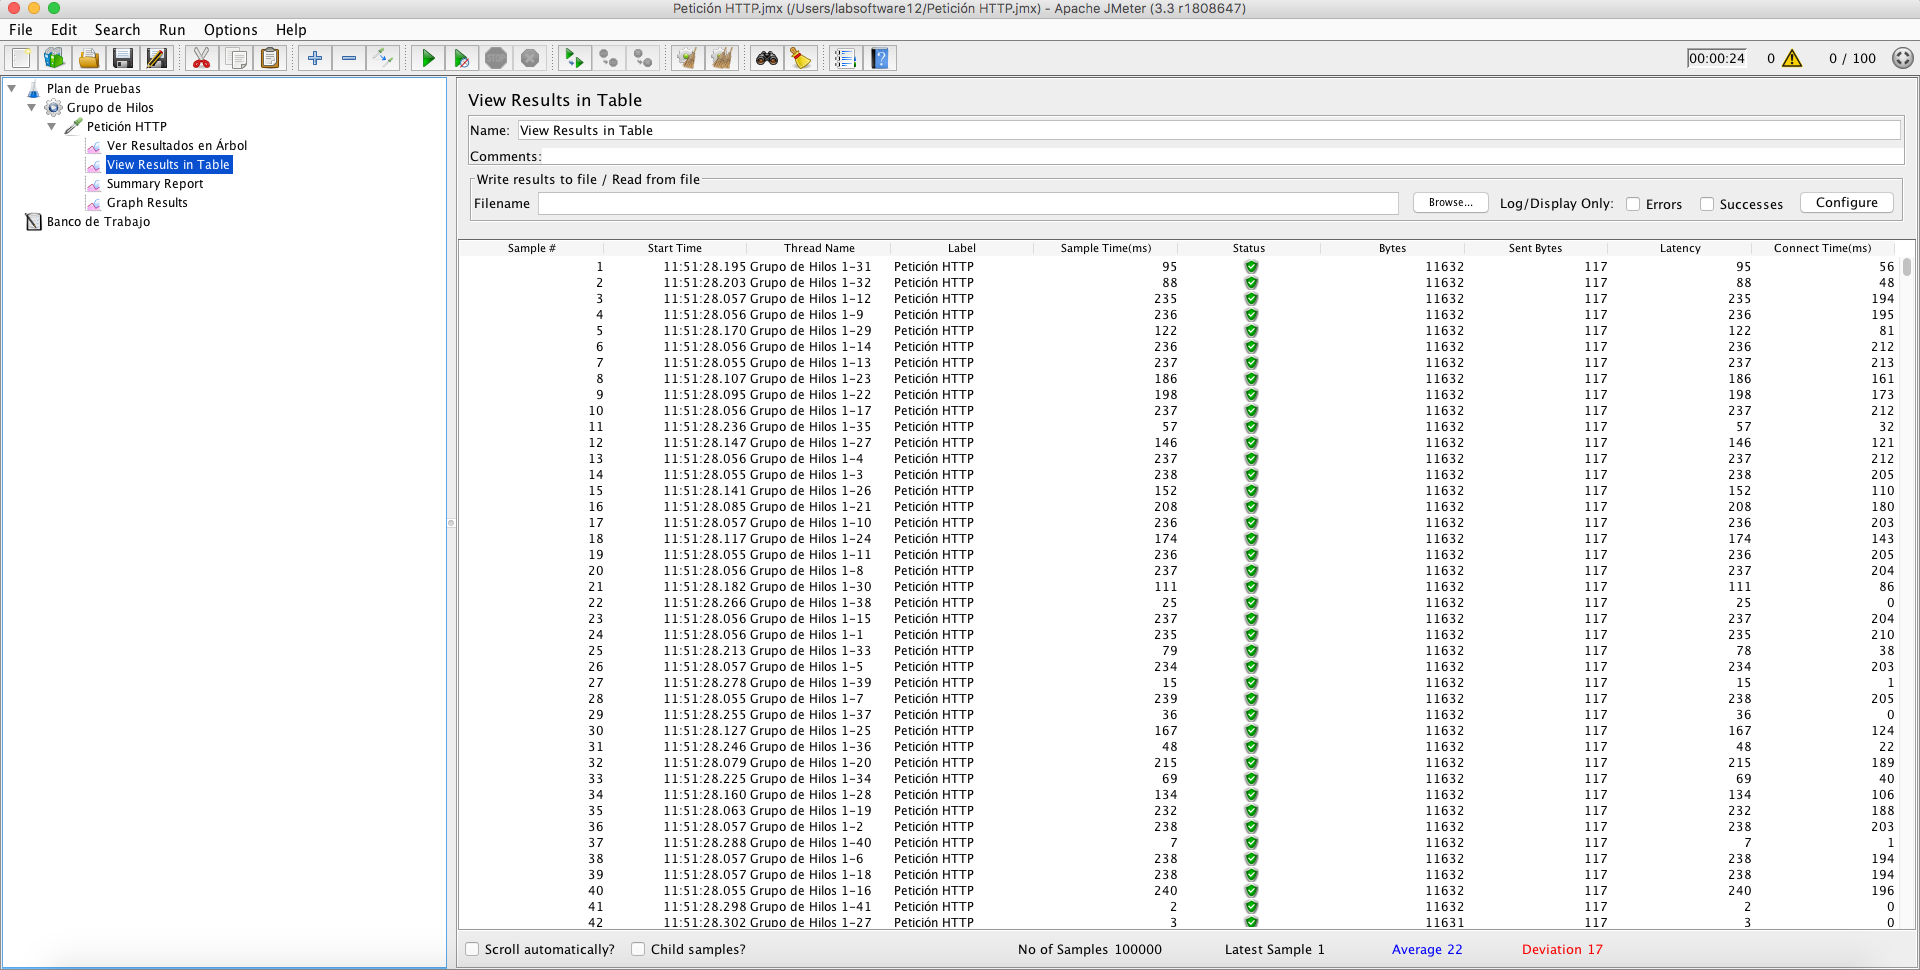 Petición HTTP.jmx (/Users/labsoftware12/Petición HTTP.jmx) - Apache JMeter (3.3 r1808647)
File Edit Search Run Options Help
STOP 00:00:24 0 0 / 100
Plan de Pruebas
Grupo de Hilos
Petición HTTP
Ver Resultados en Árbol
View Results in Table
Summary Report
Graph Results
Banco de Trabajo
View Results in Table
Name: View Results in Table
Comments:
Write results to file / Read from file
Filename Browse... Log/Display Only: Errors Successes Configure
Sample # Start Time Thread Name Label Sample Time(ms) Status Bytes Sent Bytes Latency Connect Time(ms)
1 11:51:28.195 Grupo de Hilos 1-31 Petición HTTP 95 11632 117 95 56
2 11:51:28.203 Grupo de Hilos 1-32 Petición HTTP 88 11632 117 88 48
3 11:51:28.057 Grupo de Hilos 1-12 Petición HTTP 235 11632 117 235 194
4 11:51:28.056 Grupo de Hilos 1-9 Petición HTTP 236 11632 117 236 195
5 11:51:28.170 Grupo de Hilos 1-29 Petición HTTP 122 11632 117 122 81
6 11:51:28.056 Grupo de Hilos 1-14 Petición HTTP 236 11632 117 236 212
7 11:51:28.055 Grupo de Hilos 1-13 Petición HTTP 237 11632 117 237 213
8 11:51:28.107 Grupo de Hilos 1-23 Petición HTTP 186 11632 117 186 161
9 11:51:28.095 Grupo de Hilos 1-22 Petición HTTP 198 11632 117 198 173
10 11:51:28.056 Grupo de Hilos 1-17 Petición HTTP 237 11632 117 237 212
11 11:51:28.236 Grupo de Hilos 1-35 Petición HTTP 57 11632 117 57 32
12 11:51:28.147 Grupo de Hilos 1-27 Petición HTTP 146 11632 117 146 121
13 11:51:28.056 Grupo de Hilos 1-4 Petición HTTP 237 11632 117 237 212
14 11:51:28.055 Grupo de Hilos 1-3 Petición HTTP 238 11632 117 238 205
15 11:51:28.141 Grupo de Hilos 1-26 Petición HTTP 152 11632 117 152 110
16 11:51:28.085 Grupo de Hilos 1-21 Petición HTTP 208 11632 117 208 180
17 11:51:28.057 Grupo de Hilos 1-10 Petición HTTP 236 11632 117 236 203
18 11:51:28.117 Grupo de Hilos 1-24 Petición HTTP 174 11632 117 174 143
19 11:51:28.055 Grupo de Hilos 1-11 Petición HTTP 236 11632 117 236 205
20 11:51:28.056 Grupo de Hilos 1-8 Petición HTTP 237 11632 117 237 204
21 11:51:28.182 Grupo de Hilos 1-30 Petición HTTP 111 11632 117 111 86
22 11:51:28.266 Grupo de Hilos 1-38 Petición HTTP 25 11632 117 25 0
23 11:51:28.056 Grupo de Hilos 1-15 Petición HTTP 237 11632 117 237 204
24 11:51:28.056 Grupo de Hilos 1-1 Petición HTTP 235 11632 117 235 210
25 11:51:28.213 Grupo de Hilos 1-33 Petición HTTP 79 11632 117 78 38
26 11:51:28.057 Grupo de Hilos 1-5 Petición HTTP 234 11632 117 234 203
27 11:51:28.278 Grupo de Hilos 1-39 Petición HTTP 15 11632 117 15 1
28 11:51:28.055 Grupo de Hilos 1-7 Petición HTTP 239 11632 117 238 205
29 11:51:28.255 Grupo de Hilos 1-37 Petición HTTP 36 11632 117 36 0
30 11:51:28.127 Grupo de Hilos 1-25 Petición HTTP 167 11632 117 167 124
31 11:51:28.246 Grupo de Hilos 1-36 Petición HTTP 48 11632 117 48 22
32 11:51:28.079 Grupo de Hilos 1-20 Petición HTTP 215 11632 117 215 189
33 11:51:28.225 Grupo de Hilos 1-34 Petición HTTP 69 11632 117 69 40
34 11:51:28.160 Grupo de Hilos 1-28 Petición HTTP 134 11632 117 134 106
35 11:51:28.063 Grupo de Hilos 1-19 Petición HTTP 232 11632 117 232 188
36 11:51:28.057 Grupo de Hilos 1-2 Petición HTTP 238 11632 117 238 203
37 11:51:28.288 Grupo de Hilos 1-40 Petición HTTP 7 11632 117 7 1
38 11:51:28.057 Grupo de Hilos 1-6 Petición HTTP 238 11632 117 238 194
39 11:51:28.057 Grupo de Hilos 1-18 Petición HTTP 238 11632 117 238 194
40 11:51:28.055 Grupo de Hilos 1-16 Petición HTTP 240 11632 117 240 196
41 11:51:28.298 Grupo de Hilos 1-41 Petición HTTP 2 11632 117 2 0
42 11:51:28.302 Grupo de Hilos 1-27 Petición HTTP 3 11631 117 3 0
Scroll automatically? Child samples? No of Samples 100000 Latest Sample 1 Average 22 Deviation 17